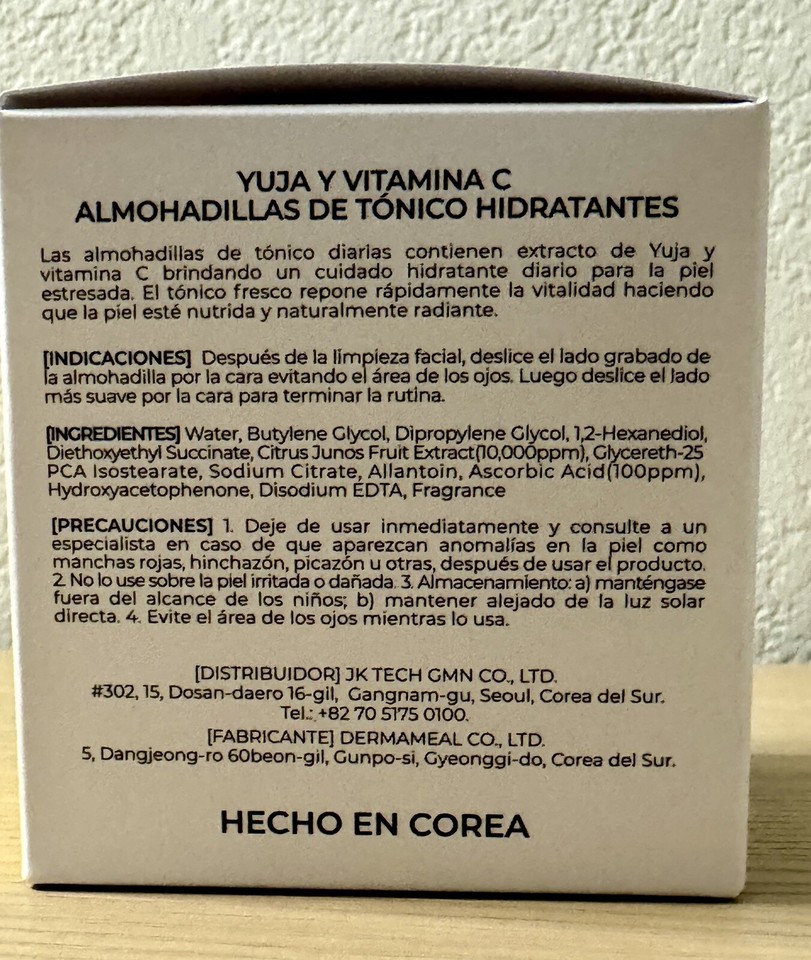 YUJA Y VITAMINA C
ALMOHADILLAS DE TÓNICO HIDRATANTES
Las almohadillas de tónico diarias contienen extracto de Yuja y
vitamina C brindando un cuidado hidratante diario para la piel
estresada. El tónico fresco repone rápidamente la vitalidad haciendo
que la piel esté nutrida y naturalmente radiante.
[INDICACIONES] Después de la limpieza facial, deslice el lado grabado de
la almohadilla por la cara evitando el área de los ojos. Luego deslice el lado
más suave por la cara para terminar la rutina.
[INGREDIENTES] Water, Butylene Glycol, Dipropylene Glycol, 1,2-Hexanediol,
Diethoxyethyl Succinate, Citrus Junos Fruit Extract(10,000ppm), Glycereth-25
PCA Isostearate, Sodium Citrate, Allantoin, Ascorbic Acid(100ppm),
Hydroxyacetophenone, Disodium EDTA, Fragrance
[PRECAUCIONES] 1. Deje de usar inmediatamente y consulte a un
especialista en caso de que aparezcan anomalías en la piel como
manchas rojas, hinchazón, picazón u otras, después de usar el producto.
2. No lo use sobre la piel irritada o dañada. 3. Almacenamiento: a) manténgase
fuera del alcance de los niños; b) mantener alejado de la luz solar
directa. 4. Evite el área de los ojos mientras lo usa.
[DISTRIBUIDOR] JK TECH GMN CO., LTD.
#302, 15, Dosan-daero 16-gil, Gangnam-gu, Seoul, Corea del Sur.
Tel.: +82 70 5175 0100.
[FABRICANTE] DERMAMEAL CO., LTD.
5, Dangjeong-ro 60beon-gil, Gunpo-si, Gyeonggi-do, Corea del Sur.
HECHO EN COREA